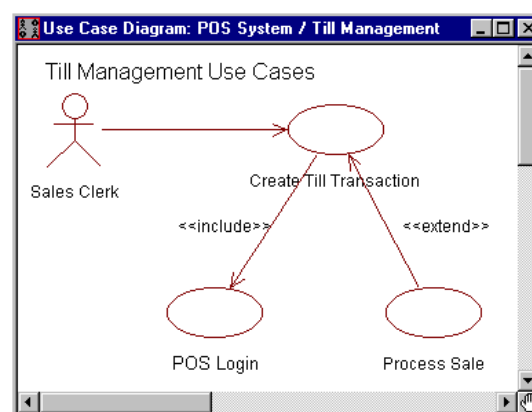 Use Case Diagram: POS System / Till Management
Till Management Use Cases
Sales Clerk
Create Till Transaction
<<include>>
<<extend>>
POS Login
Process Sale